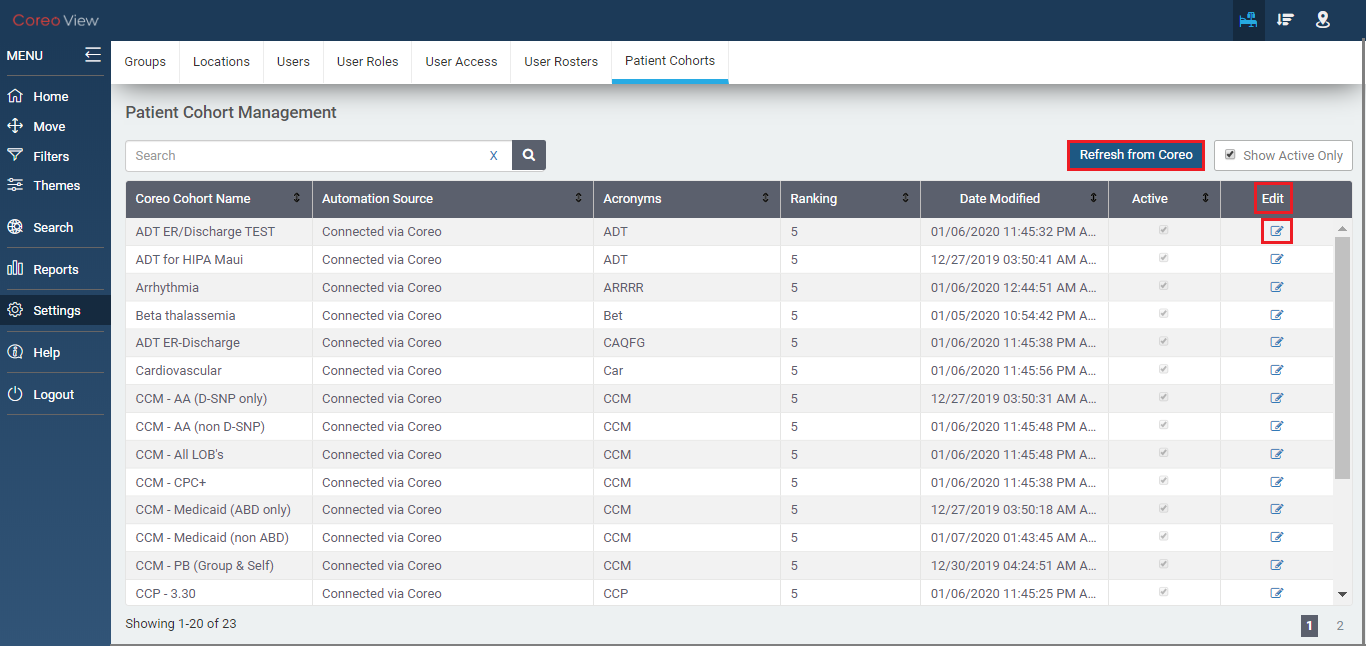 Coreo View
MENU
Home
Move
Filters
Themes
Search
Reports
Settings
Help
Logout
Groups Locations Users User Roles User Access User Rosters Patient Cohorts
Patient Cohort Management
Search X
Refresh from Coreo Show Active Only
Coreo Cohort Name Automation Source Acronyms Ranking Date Modified Active Edit
ADT ER/Discharge TEST Connected via Coreo ADT 5 01/06/2020 11:45:32 PM A...
ADT for HIPA Maui Connected via Coreo ADT 5 12/27/2019 03:50:41 AM A...
Arrhythmia Connected via Coreo ARRRR 5 01/06/2020 12:44:51 AM A...
Beta thalassemia Connected via Coreo Bet 5 01/05/2020 10:54:42 PM A...
ADT ER-Discharge Connected via Coreo CAQFG 5 01/06/2020 11:45:38 PM A...
Cardiovascular Connected via Coreo Car 5 01/06/2020 11:45:56 PM A...
CCM - AA (D-SNP only) Connected via Coreo CCM 5 12/27/2019 03:50:31 AM A...
CCM - AA (non D-SNP) Connected via Coreo CCM 5 01/06/2020 11:45:48 PM A...
CCM - All LOB's Connected via Coreo CCM 5 01/06/2020 11:45:48 PM A...
CCM - CPC+ Connected via Coreo CCM 5 01/06/2020 11:45:38 PM A...
CCM - Medicaid (ABD only) Connected via Coreo CCM 5 12/27/2019 03:50:18 AM A...
CCM - Medicaid (non ABD) Connected via Coreo CCM 5 01/07/2020 01:43:45 AM A...
CCM - PB (Group & Self) Connected via Coreo CCM 5 12/30/2019 04:24:51 AM A...
CCP - 3.30 Connected via Coreo CCP 5 01/06/2020 11:45:25 PM A...
Showing 1-20 of 23 1 2